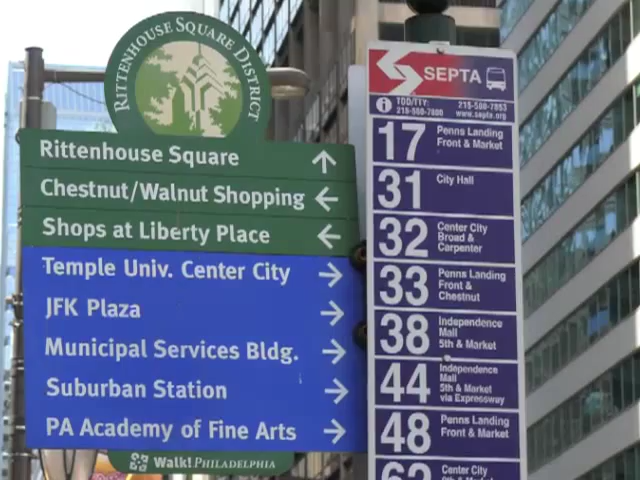 RITTENHOUSE SQUARE DISTRICT
Rittenhouse Square
Chestnut/Walnut Shopping
Shops at Liberty Place
Temple Univ. Center City
JFK Plaza
Municipal Services Bldg.
Suburban Station
PA Academy of Fine Arts
Walk! PHILADELPHIA
SEPTA
TDD/TTY: 215-580-7853
215-580-7800 www.septa.org
17 Penns Landing
Front & Market
31 City Hall
32 Center City
Broad &
Carpenter
33 Penns Landing
Front &
Chestnut
38 Independence
Mall
5th & Market
44 Independence
Mall
5th & Market
via Expressway
48 Penns Landing
Front & Market
62 Center City